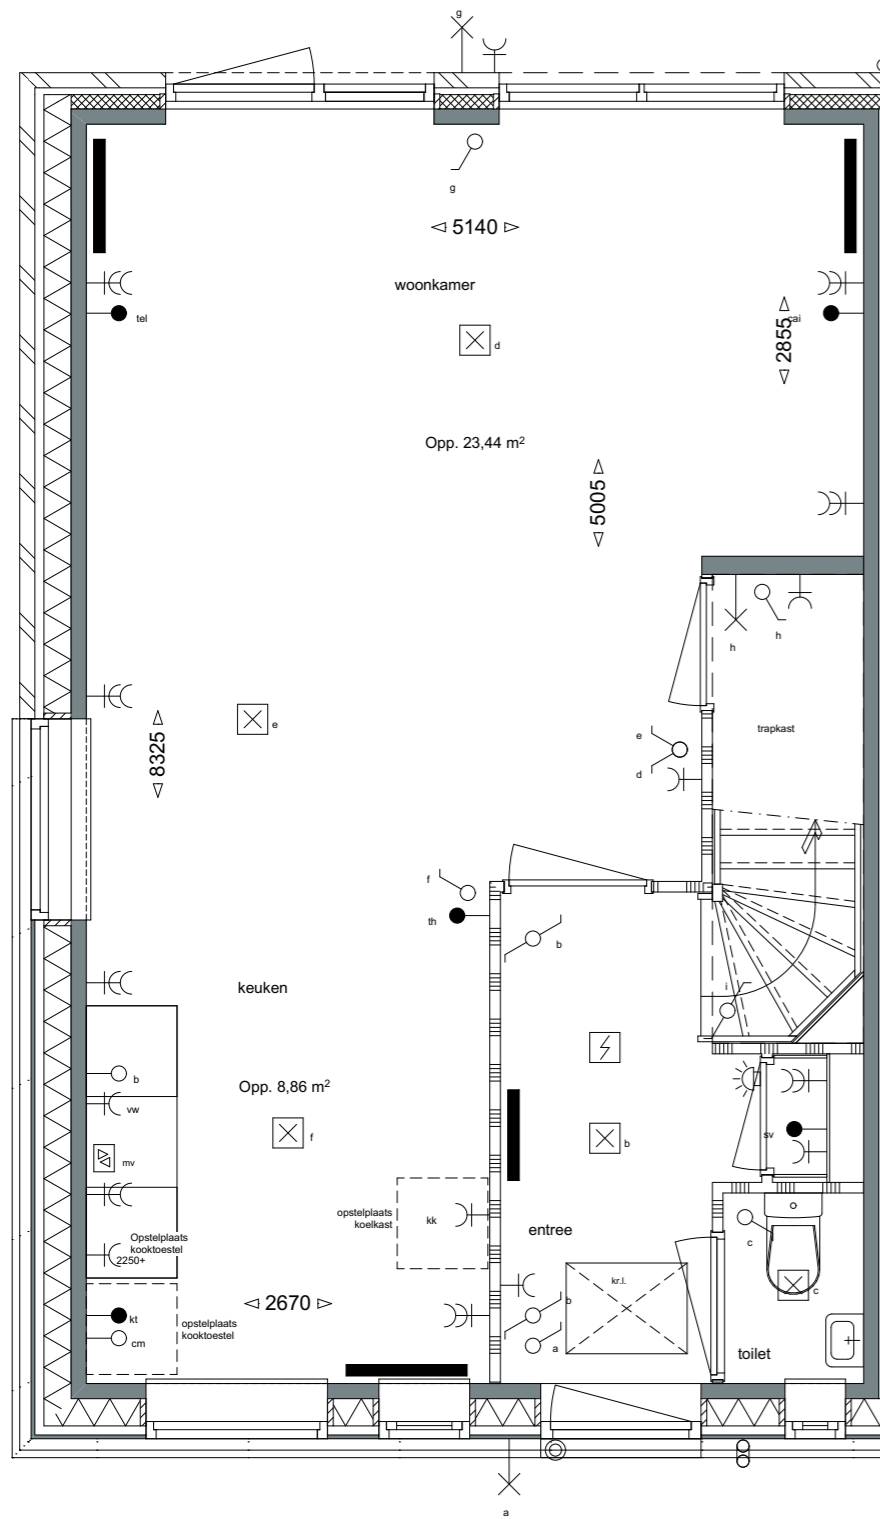 g
g
5140
woonkamer
tel
cai
2855
d
Opp. 23,44 m²
5005
h
h
e
trapkast
e
d
8325
f
th
b
keuken
i
Opp. 8,86 m²
b
vw
f
b
sv
mv
opstelplaats
koelkast
kk
entree
c
Opstelplaats
kooktoestel
2250+
kr.l.
c
2670
kt
cm
opstelplaats
kooktoestel
b
a
toilet
a